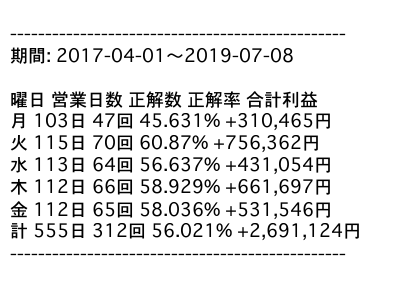 ------------------------------------------------
期間: 2017-04-01〜2019-07-08
曜日 営業日数 正解数 正解率 合計利益
月 103日 47回 45.631% +310,465円
火 115日 70回 60.87% +756,362円
水 113日 64回 56.637% +431,054円
木 112日 66回 58.929% +661,697円
金 112日 65回 58.036% +531,546円
計 555日 312回 56.021% +2,691,124円
------------------------------------------------